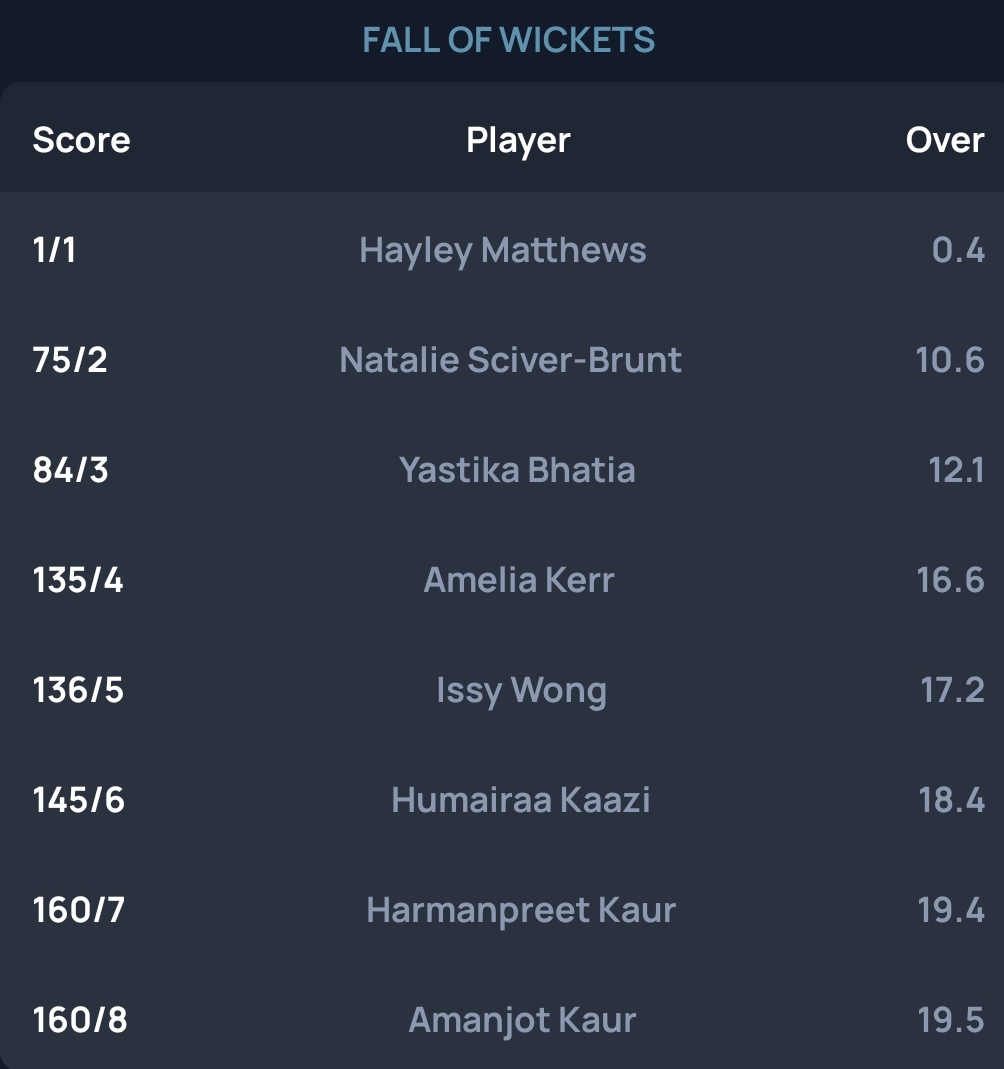 FALL OF WICKETS
Score Player Over
1/1 Hayley Matthews 0.4
75/2 Natalie Sciver-Brunt 10.6
84/3 Yastika Bhatia 12.1
135/4 Amelia Kerr 16.6
136/5 Issy Wong 17.2
145/6 Humairaa Kaazi 18.4
160/7 Harmanpreet Kaur 19.4
160/8 Amanjot Kaur 19.5